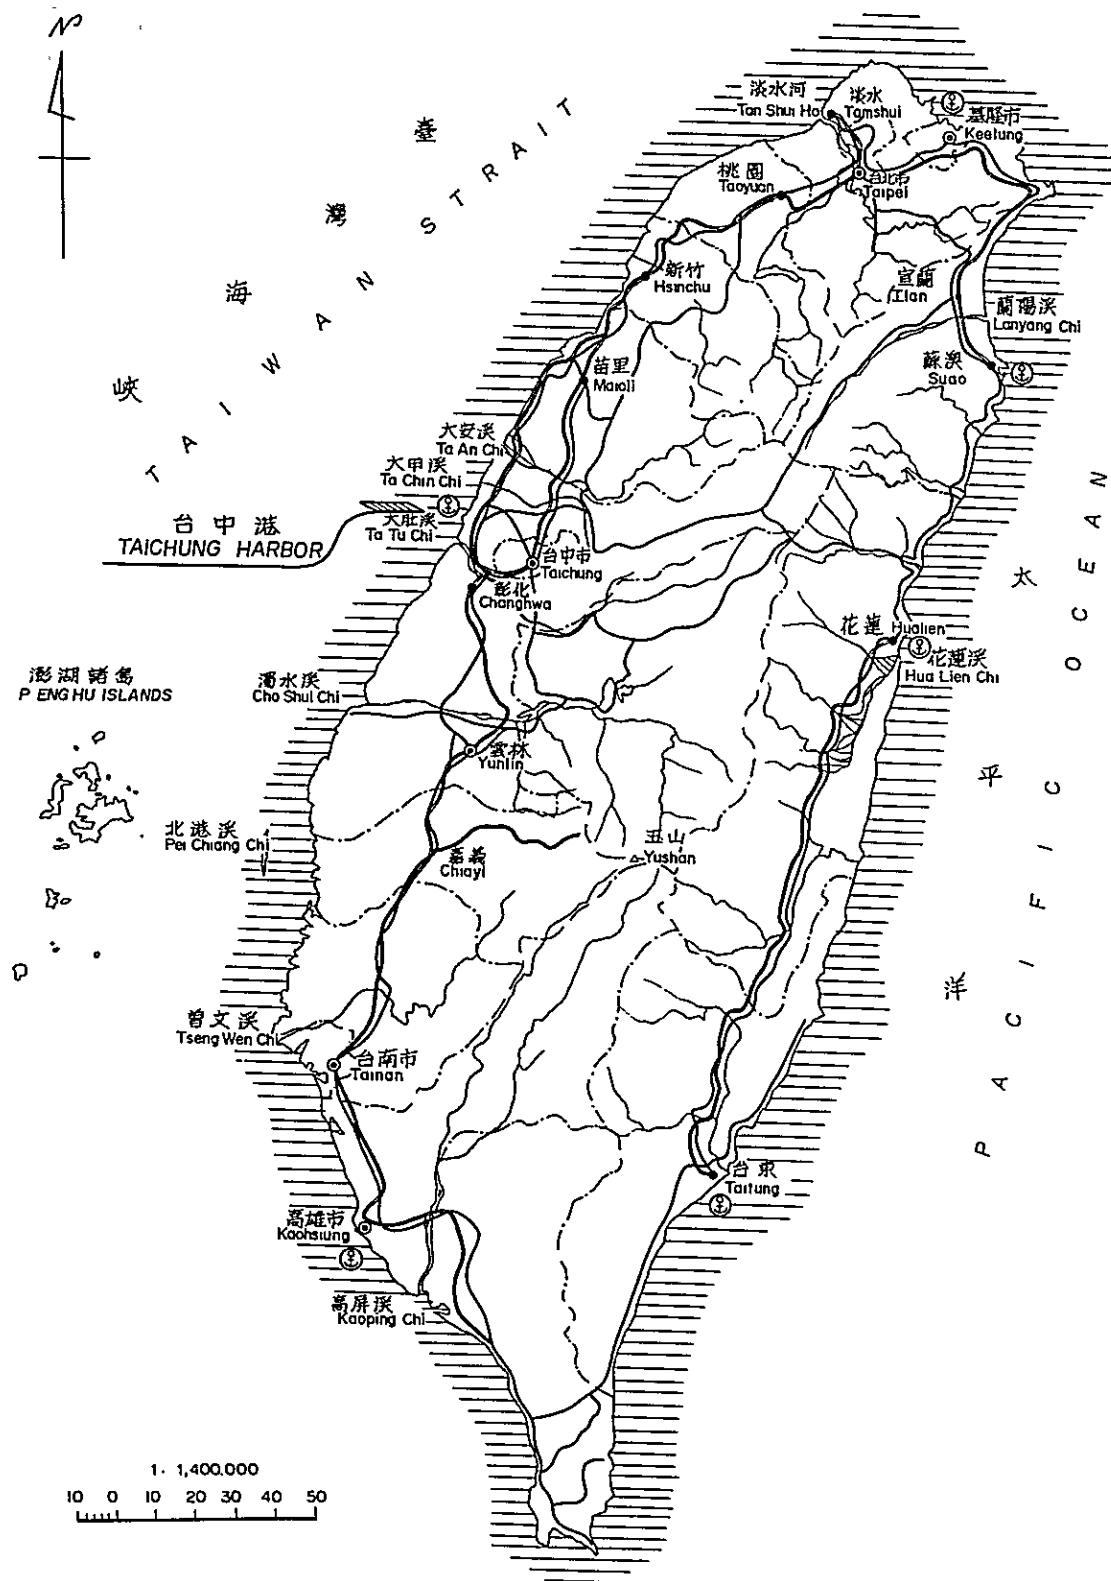 N
臺灣海峽
TAIWAN STRAIT
淡水河
Tan Shui Ho
淡水
Tamshui
基隆市
Keelung
台北市
Taipei
桃園
Taoyuan
新竹
Hsinchu
宜蘭
Ilan
蘭陽溪
Lanyang Chi
蘇澳
Suao
苗里
Maioli
大安溪
Ta An Chi
大甲溪
Ta Chin Chi
台中港
TAICHUNG HARBOR
大肚溪
Ta Tu Chi
台中市
Taichung
彰化
Changhwa
太平洋
PACIFIC OCEAN
花蓮 Hualien
花蓮溪
Hua Lien Chi
澎湖諸島
PENGHU ISLANDS
濁水溪
Cho Shui Chi
雲林
Yunlin
北港溪
Pei Chiang Chi
嘉義
Chiayi
玉山
Yushan
曾文溪
Tseng Wen Chi
台南市
Tainan
台東
Taitung
高雄市
Kaohsiung
高屏溪
Kaoping Chi
1. 1,400.000
10 0 10 20 30 40 50